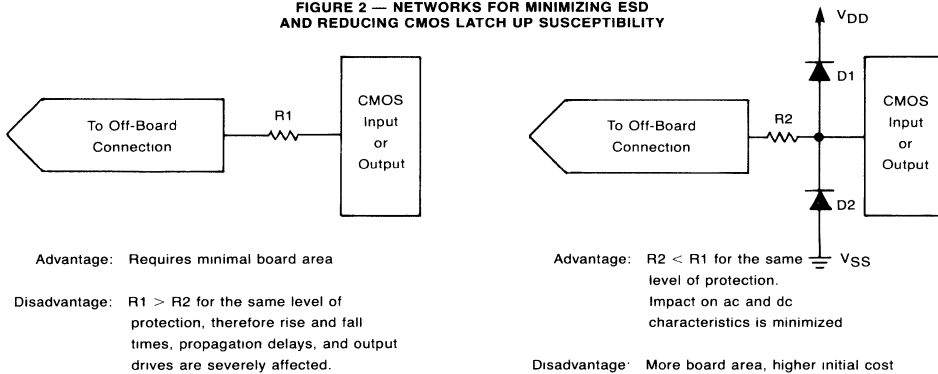 FIGURE 2 — NETWORKS FOR MINIMIZING ESD
AND REDUCING CMOS LATCH UP SUSCEPTIBILITY
To Off-Board
Connection
R1
CMOS
Input
or
Output
Advantage: Requires minimal board area
Disadvantage: R1 > R2 for the same level of
protection, therefore rise and fall
times, propagation delays, and output
drives are severely affected.
VDD
D1
To Off-Board
Connection
R2
CMOS
Input
or
Output
D2
VSS
Advantage: R2 < R1 for the same
level of protection.
Impact on ac and dc
characteristics is minimized
Disadvantage: More board area, higher initial cost